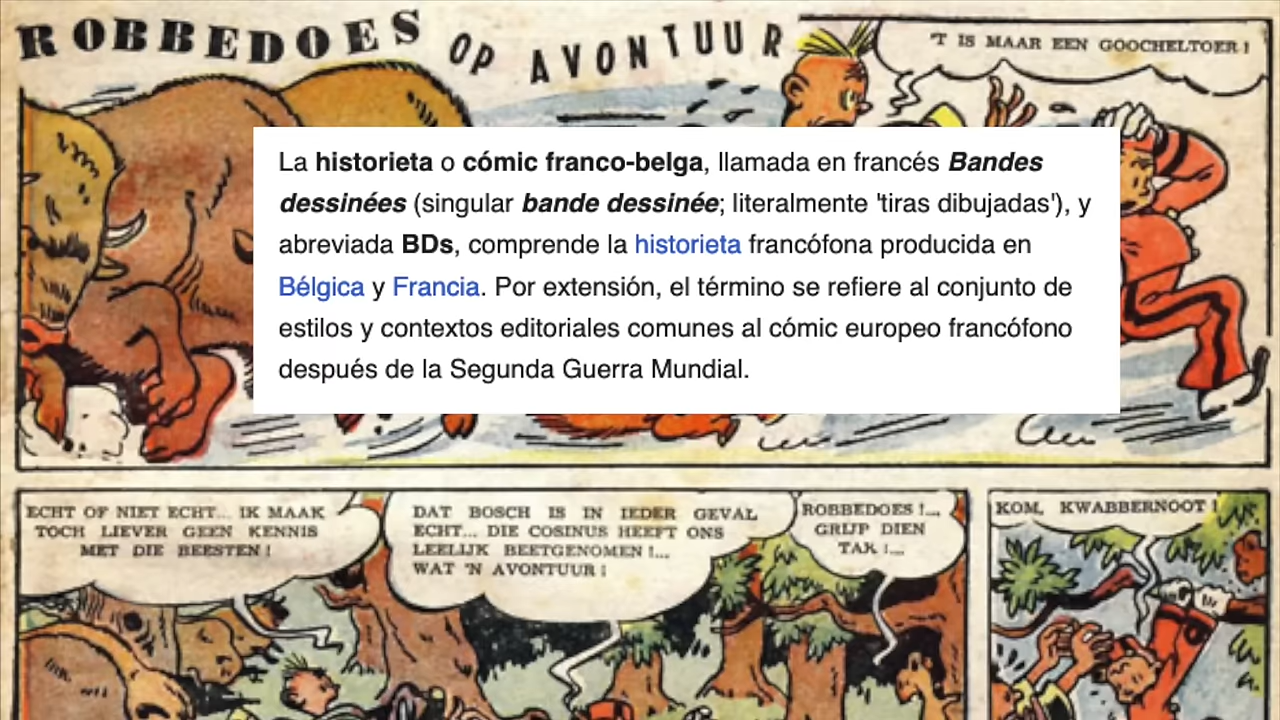 ROBBEDOES OP AVONTUUR
'T IS MAAR EEN GOOCHELTOER!
La historieta o cómic franco-belga, llamada en francés Bandes
dessinées (singular bande dessinée; literalmente 'tiras dibujadas'), y
abreviada BDs, comprende la historieta francófona producida en
Bélgica y Francia. Por extensión, el término se refiere al conjunto de
estilos y contextos editoriales comunes al cómic europeo francófono
después de la Segunda Guerra Mundial.
ECHT OF NIET ECHT... IK MAAK
TOCH LIEVER GEEN KENNIS
MET DIE BEESTEN!
DAT BOSCH IS IN IEDER GEVAL
ECHT... DIE COSINUS HEEFT ONS
LEELIJK BEETGENOMEN!...
WAT 'N AVONTUUR!
ROBBEDOES!...
GRIJP DIEN
TAK!...
KOM, KWABBERNOOT!